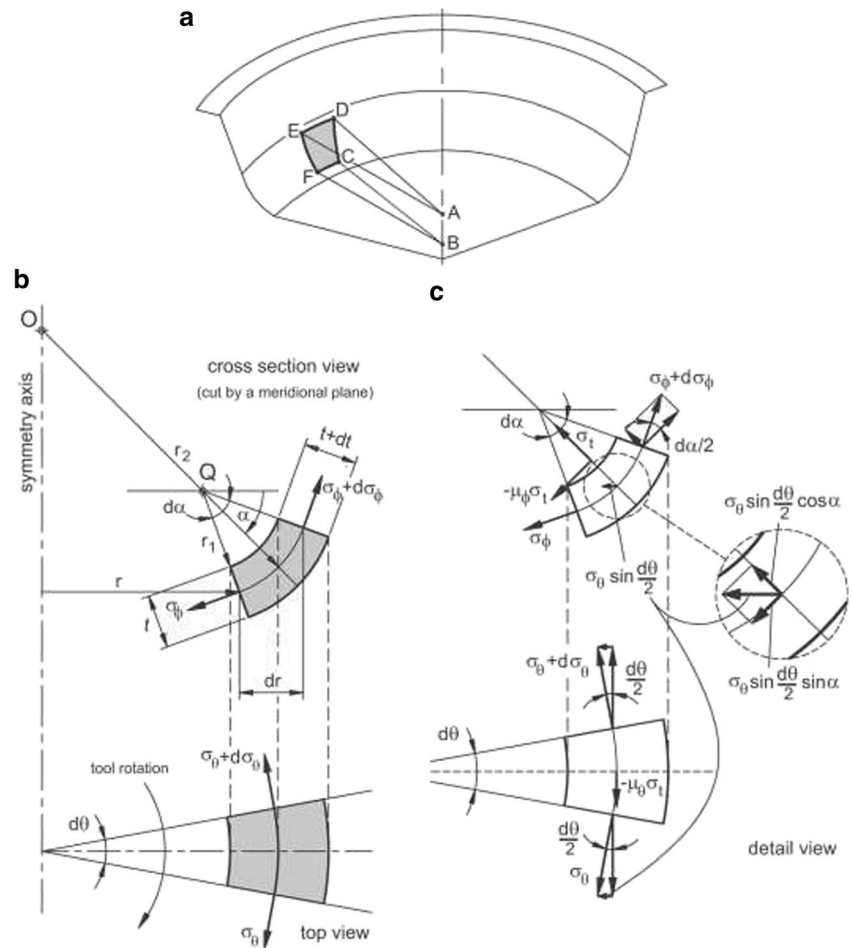 a
D
E
C
F
A
B
b
O
symmetry axis
cross section view
(cut by a meridional plane)
r₂
Q
t+dt
σϕ+dσϕ
dα
α
r₁
r
σϕ
t
dr
tool rotation
σθ+dσθ
dθ
σθ
top view
c
σϕ+dσϕ
dα
σt
dα/2
-μϕσt
σϕ
σθ sin dθ/2
σθ sin dθ/2 cosα
σθ sin dθ/2 sinα
σθ+dσθ
dθ/2
dθ
-μθσt
dθ/2
σθ
detail view